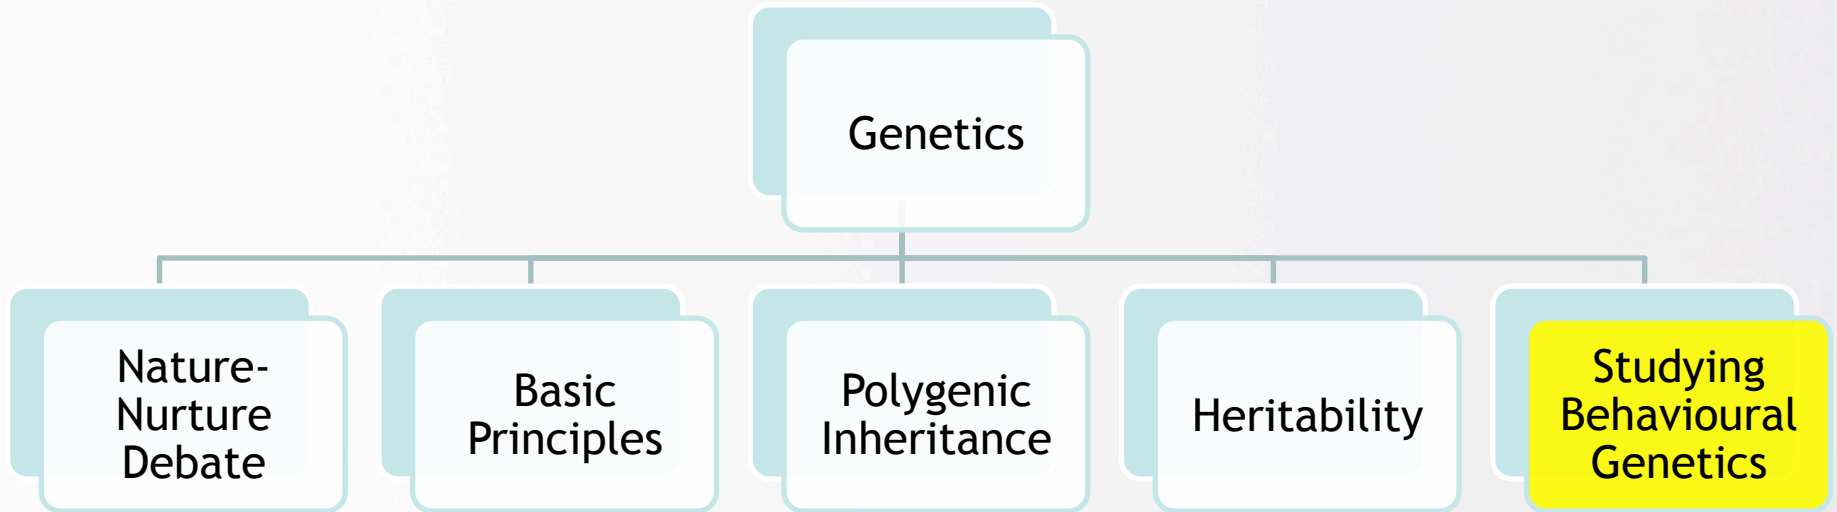 Genetics
Nature-
Nurture
Debate
Basic
Principles
Polygenic
Inheritance
Heritability
Studying
Behavioural
Genetics